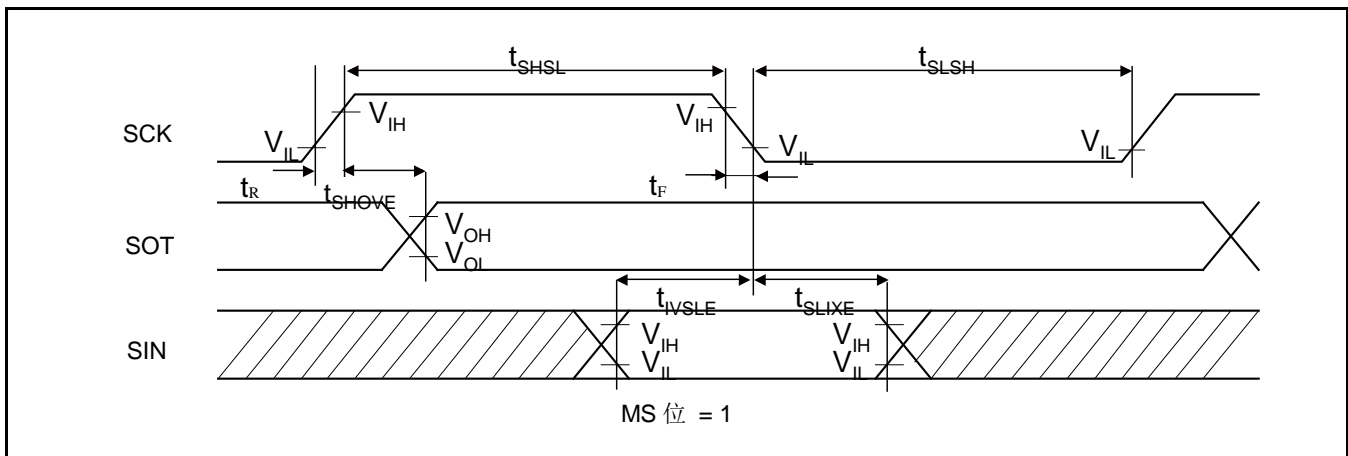 tSHSL
tSLSH
SCK
VIL
VIH
VIH
VIL
VIL
tR
tSHOVE
tF
SOT
VOH
VOL
tIVSLE
tSLIXE
SIN
VIH
VIL
VIH
VIL
MS 位 = 1